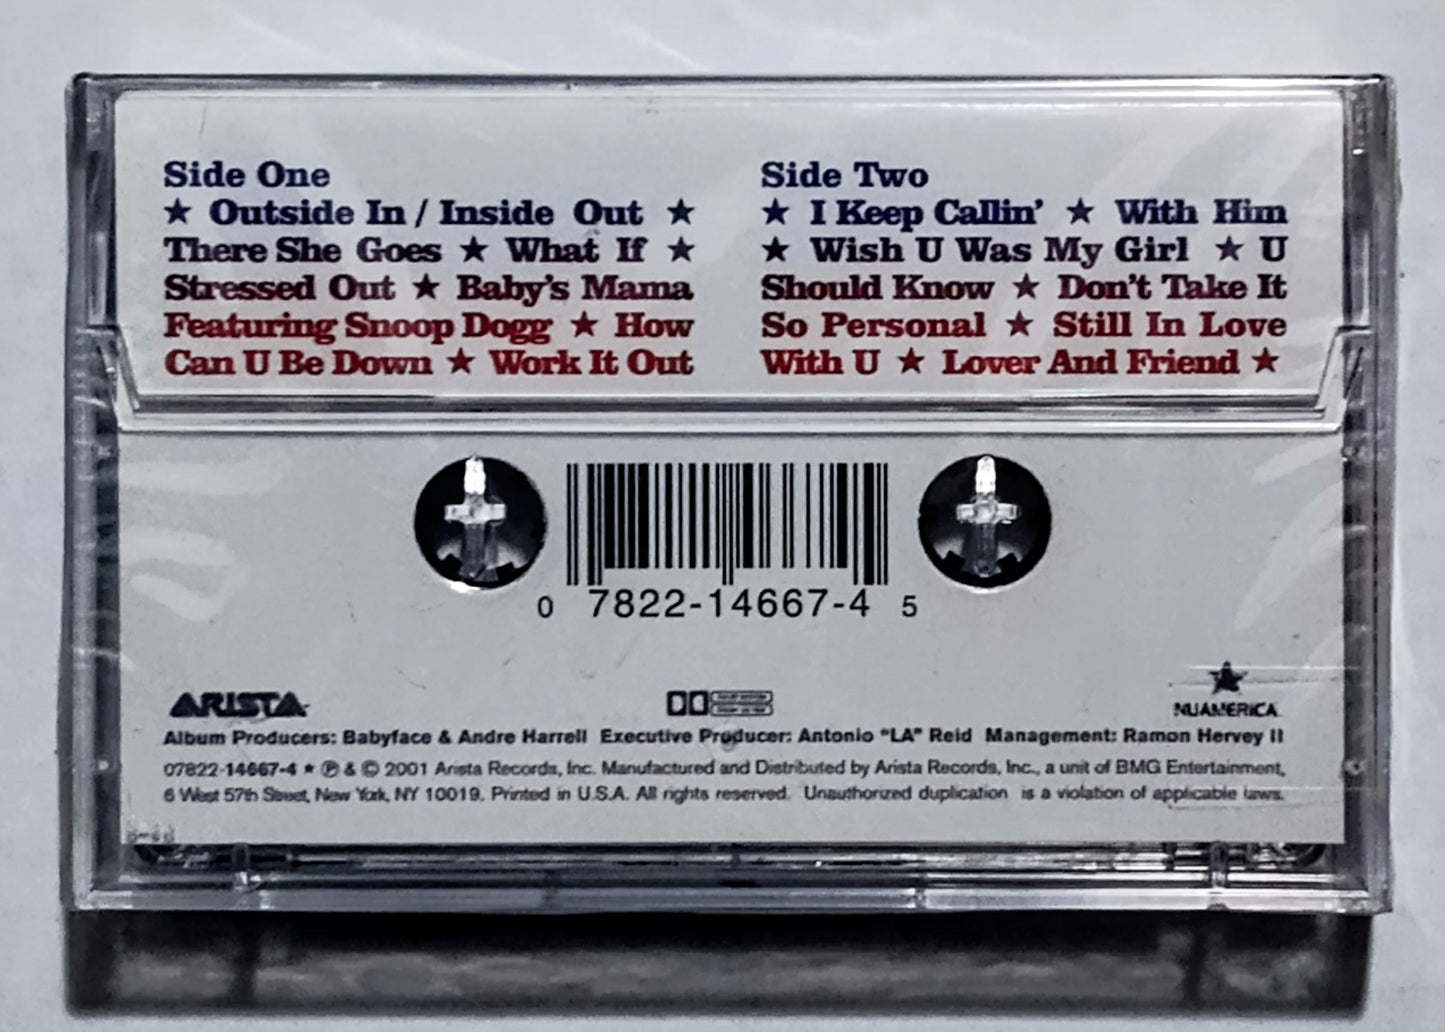 Side One
★ Outside In / Inside Out ★
There She Goes ★ What If ★
Stressed Out ★ Baby's Mama
Featuring Snoop Dogg ★ How
Can U Be Down ★ Work It Out
Side Two
★ I Keep Callin' ★ With Him
★ Wish U Was My Girl ★ U
Should Know ★ Don't Take It
So Personal ★ Still In Love
With U ★ Lover And Friend ★
0 7822-14667-4 5
ARISTA
NUAMERICA
Album Producers: Babyface & Andre Harrell Executive Producer: Antonio "LA" Reid Management: Ramon Hervey II
07822-14667-4 ★ ℗ & © 2001 Arista Records, Inc. Manufactured and Distributed by Arista Records, Inc., a unit of BMG Entertainment,
6 West 57th Street, New York, NY 10019. Printed in U.S.A. All rights reserved. Unauthorized duplication is a violation of applicable laws.